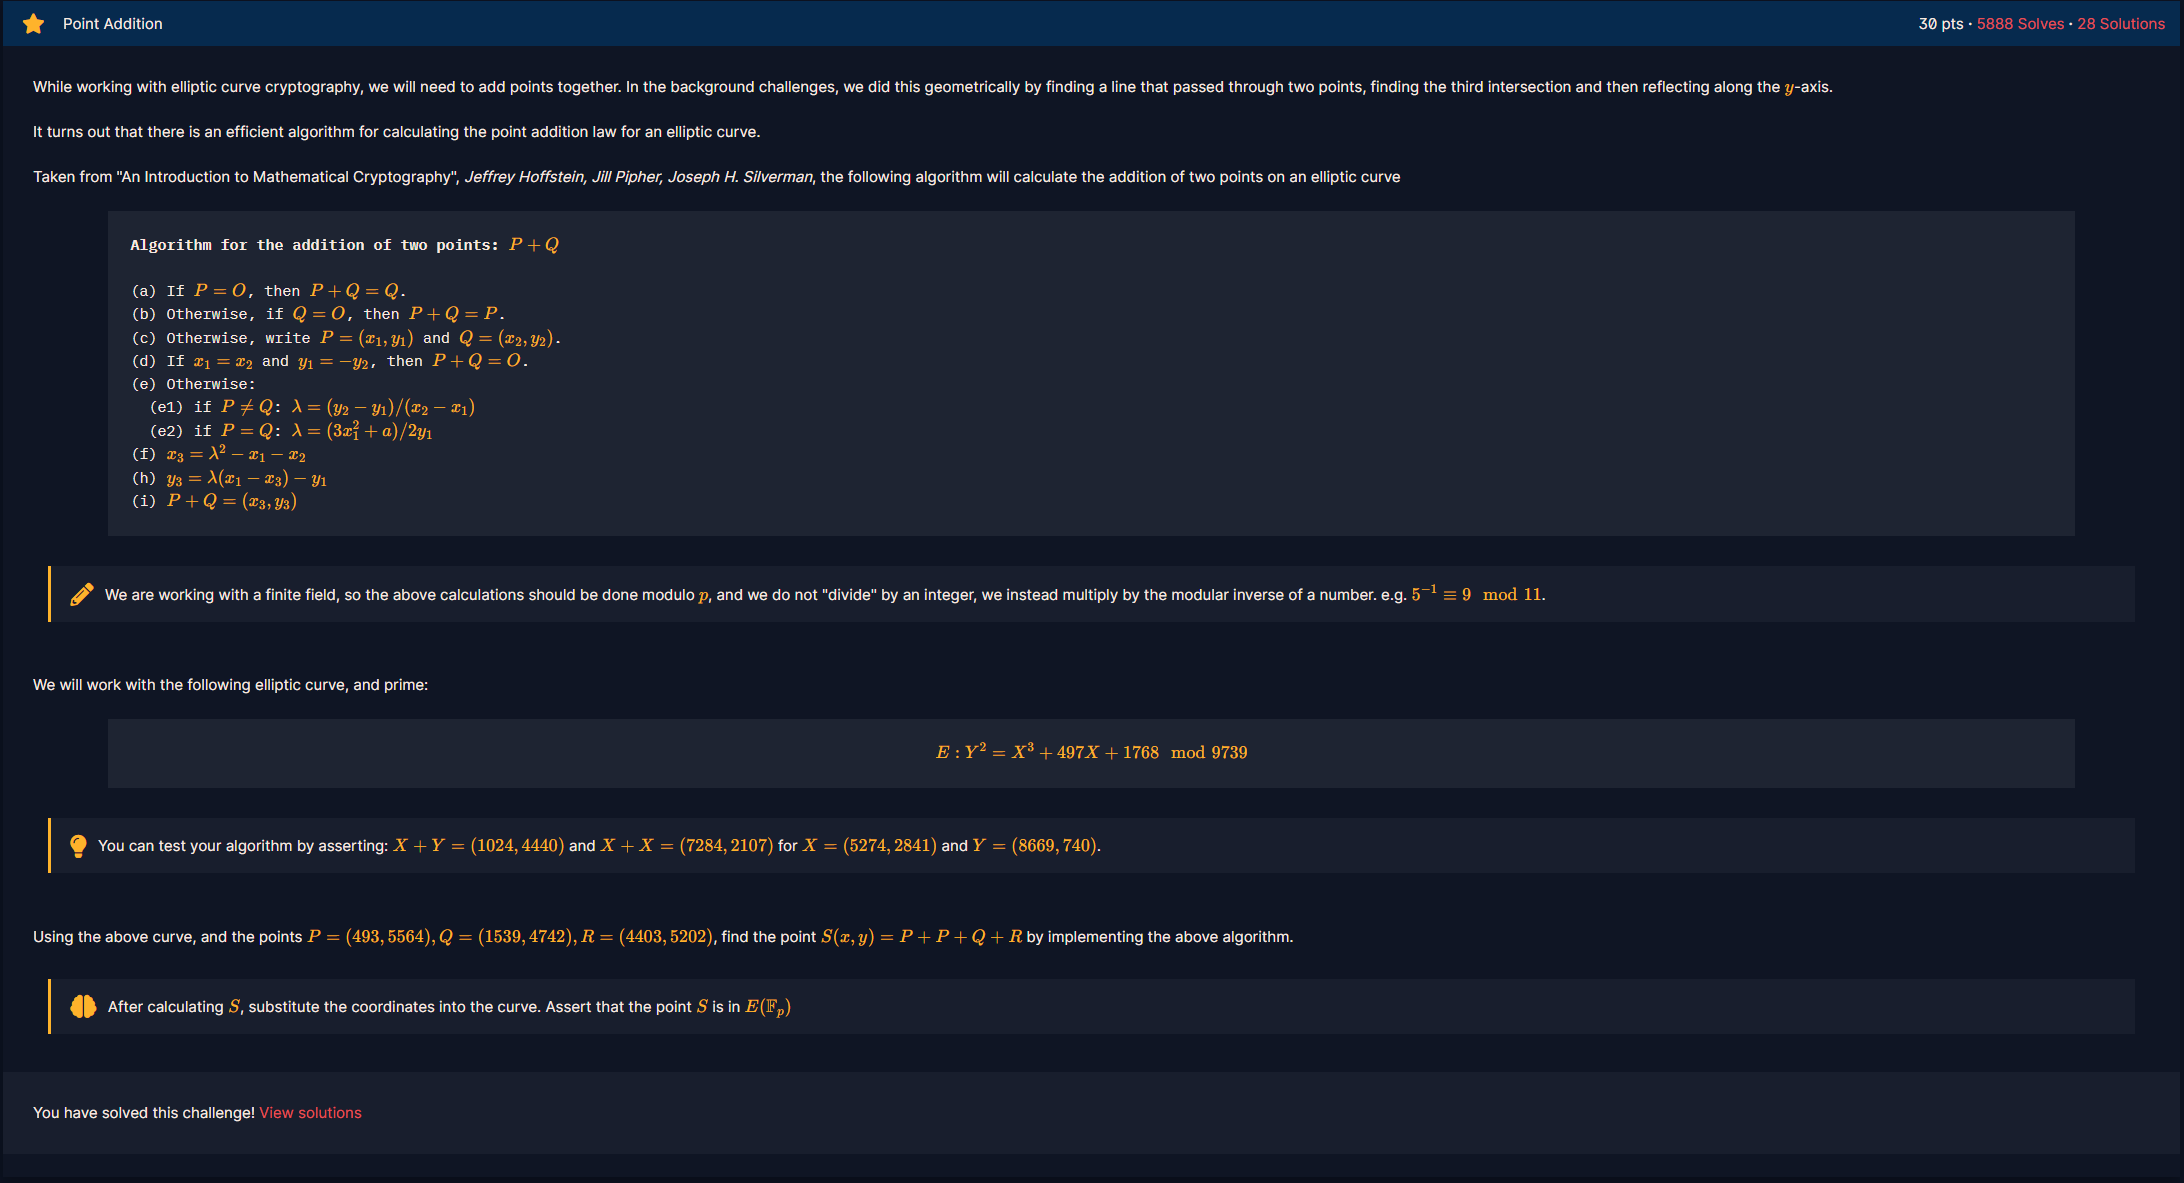 Point Addition
30 pts · 5888 Solves · 28 Solutions
While working with elliptic curve cryptography, we will need to add points together. In the background challenges, we did this geometrically by finding a line that passed through two points, finding the third intersection and then reflecting along the y-axis.
It turns out that there is an efficient algorithm for calculating the point addition law for an elliptic curve.
Taken from "An Introduction to Mathematical Cryptography", Jeffrey Hoffstein, Jill Pipher, Joseph H. Silverman, the following algorithm will calculate the addition of two points on an elliptic curve
Algorithm for the addition of two points: P + Q
(a) If P = O, then P + Q = Q.
(b) Otherwise, if Q = O, then P + Q = P.
(c) Otherwise, write P = (x₁, y₁) and Q = (x₂, y₂).
(d) If x₁ = x₂ and y₁ = −y₂, then P + Q = O.
(e) Otherwise:
(e1) if P ≠ Q: λ = (y₂ − y₁)/(x₂ − x₁)
(e2) if P = Q: λ = (3x₁² + a)/2y₁
(f) x₃ = λ² − x₁ − x₂
(h) y₃ = λ(x₁ − x₃) − y₁
(i) P + Q = (x₃, y₃)
We are working with a finite field, so the above calculations should be done modulo p, and we do not "divide" by an integer, we instead multiply by the modular inverse of a number. e.g. 5⁻¹ ≡ 9 mod 11.
We will work with the following elliptic curve, and prime:
E : Y² = X³ + 497X + 1768 mod 9739
You can test your algorithm by asserting: X + Y = (1024, 4440) and X + X = (7284, 2107) for X = (5274, 2841) and Y = (8669, 740).
Using the above curve, and the points P = (493, 5564), Q = (1539, 4742), R = (4403, 5202), find the point S(x, y) = P + P + Q + R by implementing the above algorithm.
After calculating S, substitute the coordinates into the curve. Assert that the point S is in E(𝔽ₚ)
You have solved this challenge! View solutions